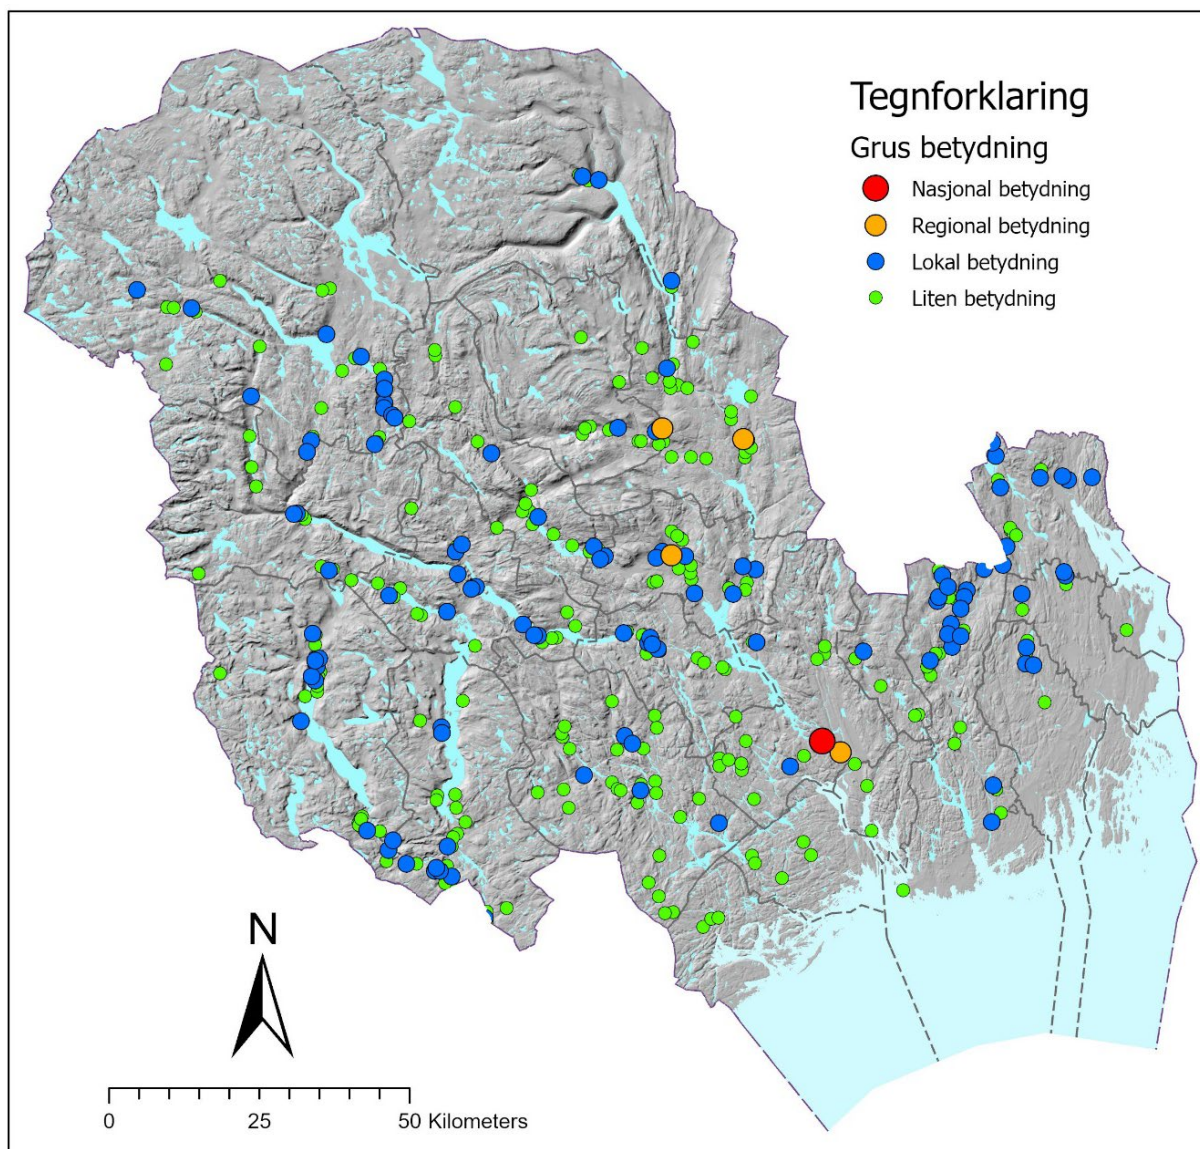 Tegnforklaring
Grus betydning
Nasjonal betydning
Regional betydning
Lokal betydning
Liten betydning
N
0 25 50 Kilometers